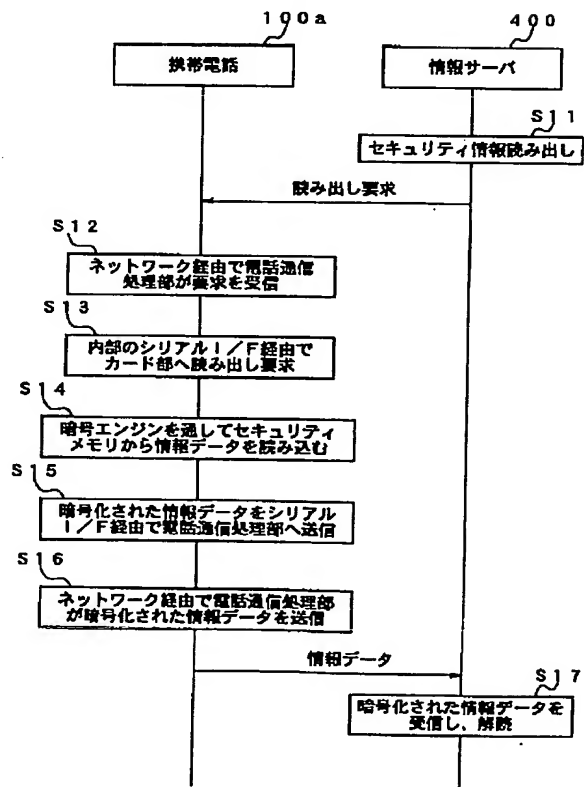 100a
400
携帯電話
情報サーバ
S11
セキュリティ情報読み出し
読み出し要求
S12
ネットワーク経由で電話通信
処理部が要求を受信
S13
内部のシリアルI/F経由で
カード部へ読み出し要求
S14
暗号エンジンを通してセキュリティ
メモリから情報データを読み込む
S15
暗号化された情報データをシリアル
I/F経由で電話通信処理部へ送信
S16
ネットワーク経由で電話通信処理部
が暗号化された情報データを送信
情報データ
S17
暗号化された情報データを
受信し、解読